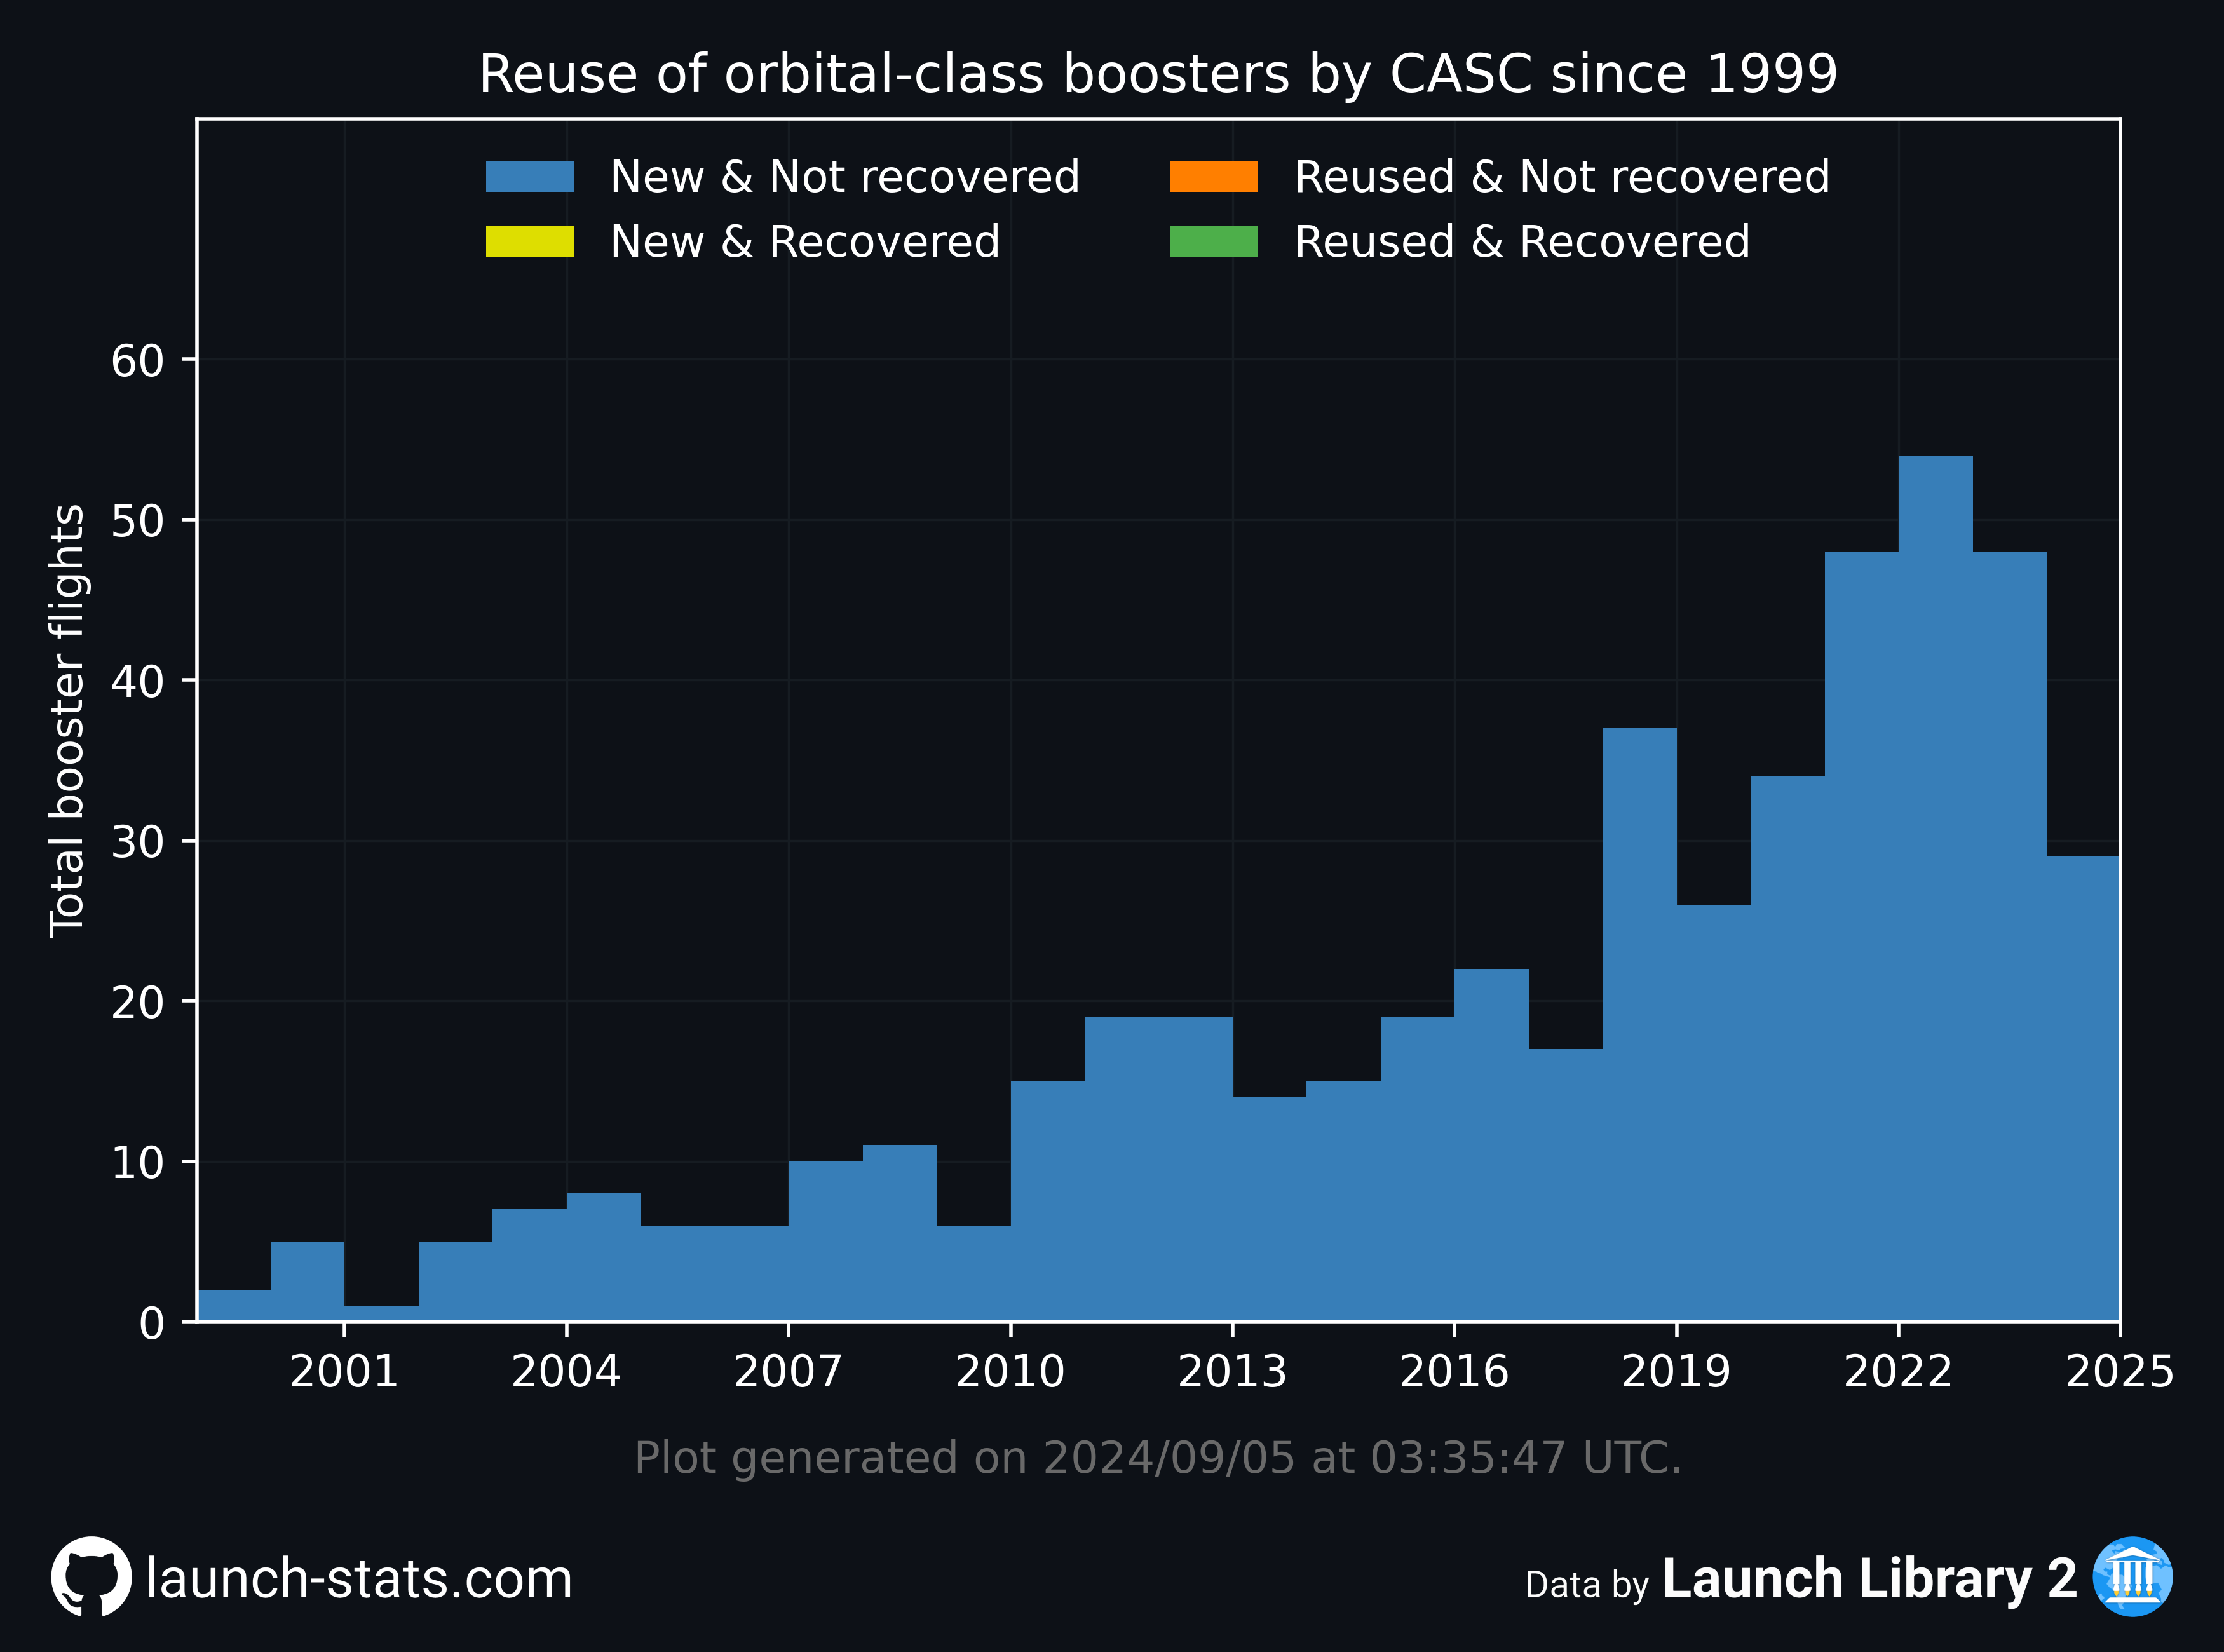 Reuse of orbital-class boosters by CASC since 1999
New & Not recovered
Reused & Not recovered
New & Recovered
Reused & Recovered
Total booster flights
60
50
40
30
20
10
0
2001 2004 2007 2010 2013 2016 2019 2022 2025
Plot generated on 2024/09/05 at 03:35:47 UTC.
launch-stats.com
Data by Launch Library 2